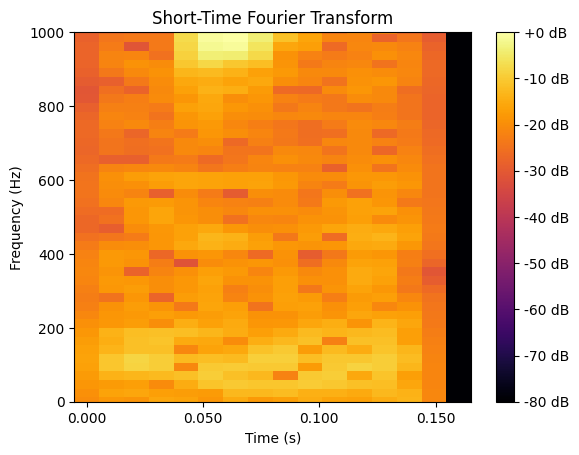 Short-Time Fourier Transform
1000
800
600
400
200
0
Frequency (Hz)
0.000
0.050
0.100
0.150
Time (s)
+0 dB
-10 dB
-20 dB
-30 dB
-40 dB
-50 dB
-60 dB
-70 dB
-80 dB